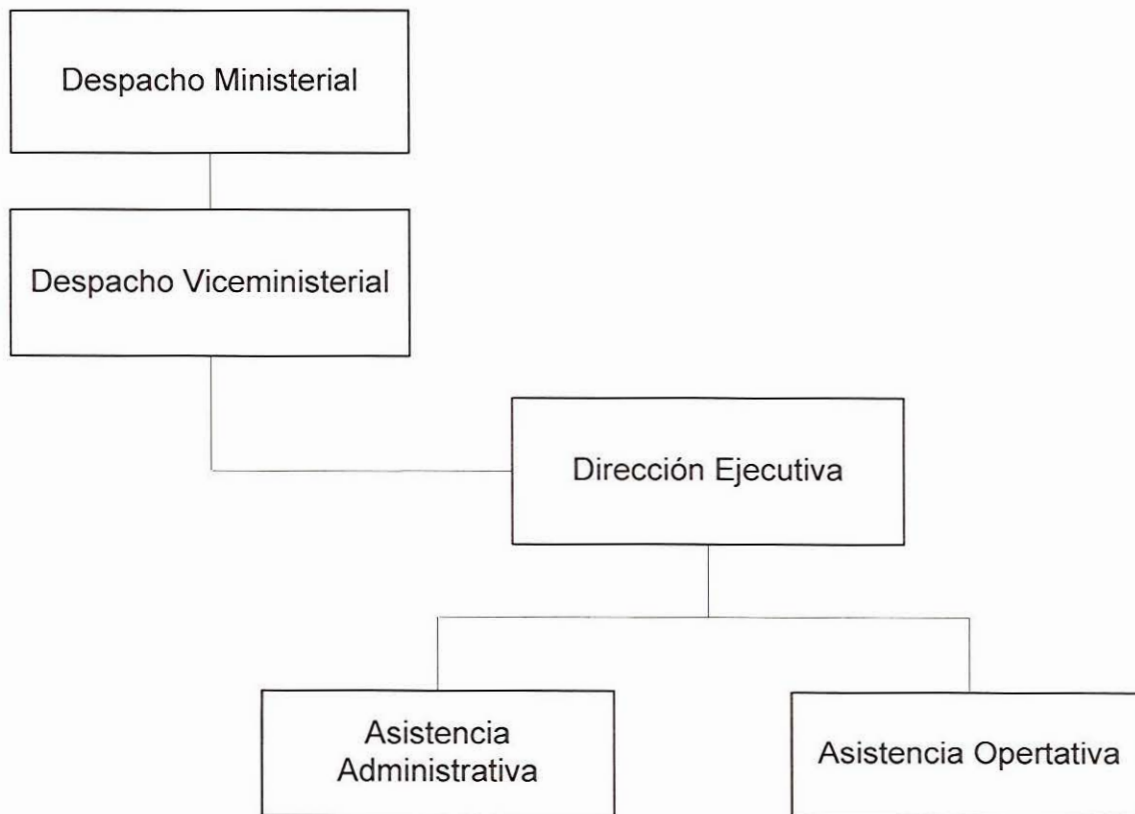 Despacho Ministerial
Despacho Viceministerial
Dirección Ejecutiva
Asistencia
Administrativa
Asistencia Opertativa